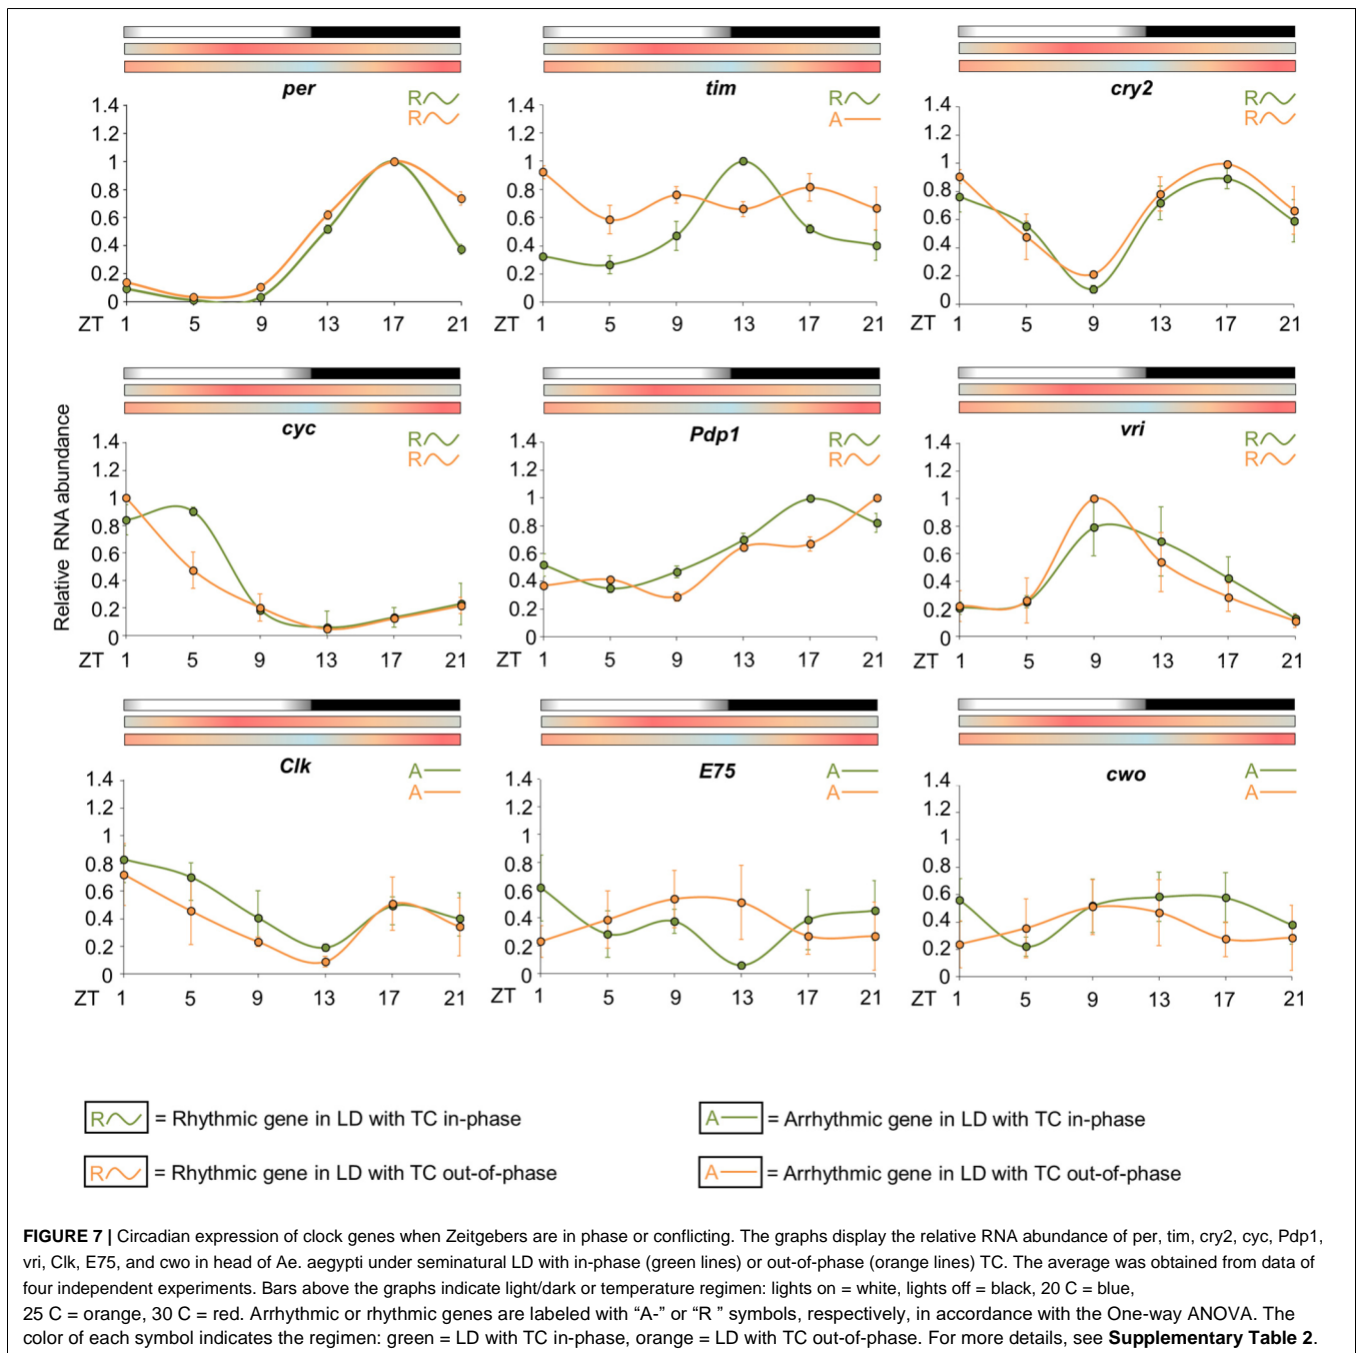 per
R
R
1.4
1.2
1
0.8
0.6
0.4
0.2
0
ZT 1 5 9 13 17 21
tim
R
A
1.4
1.2
1
0.8
0.6
0.4
0.2
0
ZT 1 5 9 13 17 21
cry2
R
R
1.4
1.2
1
0.8
0.6
0.4
0.2
0
ZT 1 5 9 13 17 21
Relative RNA abundance
cyc
R
R
1.4
1.2
1
0.8
0.6
0.4
0.2
0
ZT 1 5 9 13 17 21
Pdp1
R
R
1.4
1.2
1
0.8
0.6
0.4
0.2
0
ZT 1 5 9 13 17 21
vri
R
R
1.4
1.2
1
0.8
0.6
0.4
0.2
0
ZT 1 5 9 13 17 21
Clk
A
A
1.4
1.2
1
0.8
0.6
0.4
0.2
0
ZT 1 5 9 13 17 21
E75
A
A
1.4
1.2
1
0.8
0.6
0.4
0.2
0
ZT 1 5 9 13 17 21
cwo
A
A
1.4
1.2
1
0.8
0.6
0.4
0.2
0
ZT 1 5 9 13 17 21
R = Rhythmic gene in LD with TC in-phase
A = Arrhythmic gene in LD with TC in-phase
R = Rhythmic gene in LD with TC out-of-phase
A = Arrhythmic gene in LD with TC out-of-phase
FIGURE 7 | Circadian expression of clock genes when Zeitgebers are in phase or conflicting. The graphs display the relative RNA abundance of per, tim, cry2, cyc, Pdp1,
vri, Clk, E75, and cwo in head of Ae. aegypti under seminatural LD with in-phase (green lines) or out-of-phase (orange lines) TC. The average was obtained from data of
four independent experiments. Bars above the graphs indicate light/dark or temperature regimen: lights on = white, lights off = black, 20 C = blue,
25 C = orange, 30 C = red. Arrhythmic or rhythmic genes are labeled with “A-” or “R ” symbols, respectively, in accordance with the One-way ANOVA. The
color of each symbol indicates the regimen: green = LD with TC in-phase, orange = LD with TC out-of-phase. For more details, see Supplementary Table 2.